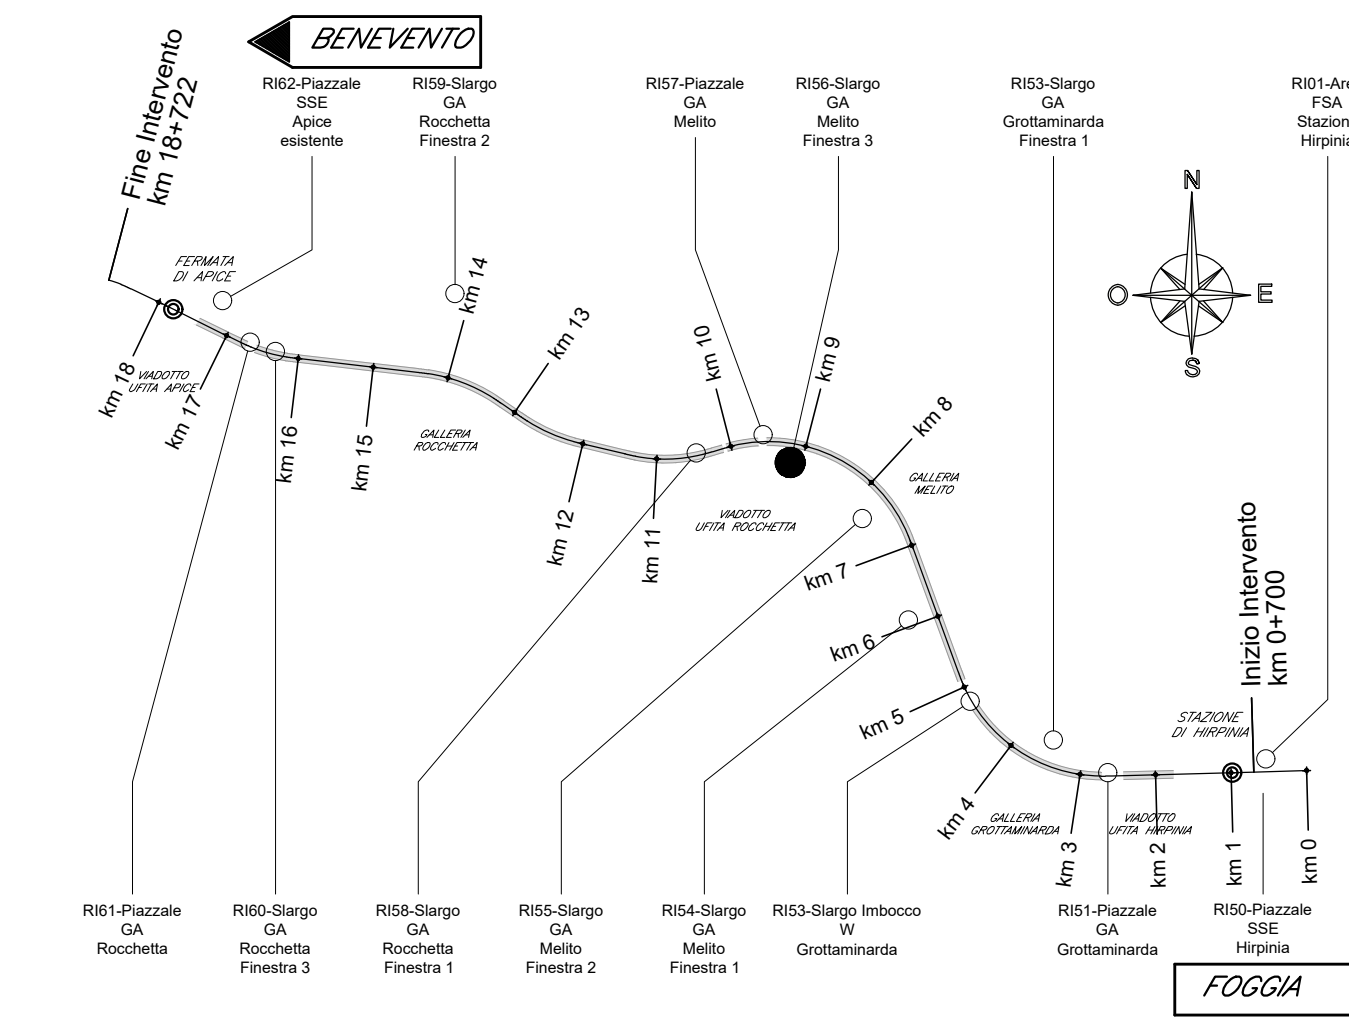 BENEVENTO
Fine Intervento
km 18+722
RI62-Piazzale
SSE
Apice
esistente
RI59-Slargo
GA
Rocchetta
Finestra 2
RI57-Piazzale
GA
Melito
RI56-Slargo
GA
Melito
Finestra 3
RI53-Slargo
GA
Grottaminarda
Finestra 1
RI01-Are
FSA
Stazion
Hirpinia
N
O
E
S
FERMATA
DI APICE
km 18
VIADOTTO
UFITA APICE
km 17
km 16
km 15
km 14
km 13
GALLERIA
ROCCHETTA
km 12
km 11
km 10
VIADOTTO
UFITA ROCCHETTA
km 9
km 8
GALLERIA
MELITO
km 7
km 6
km 5
km 4
GALLERIA
GROTTAMINARDA
km 3
VIADOTTO
UFITA HIRPINIA
km 2
STAZIONE
DI HIRPINIA
Inizio Intervento
km 0+700
km 1
km 0
RI61-Piazzale
GA
Rocchetta
RI60-Slargo
GA
Rocchetta
Finestra 3
RI58-Slargo
GA
Rocchetta
Finestra 1
RI55-Slargo
GA
Melito
Finestra 2
RI54-Slargo
GA
Melito
Finestra 1
RI53-Slargo Imbocco
W
Grottaminarda
RI51-Piazzale
GA
Grottaminarda
RI50-Piazzale
SSE
Hirpinia
FOGGIA